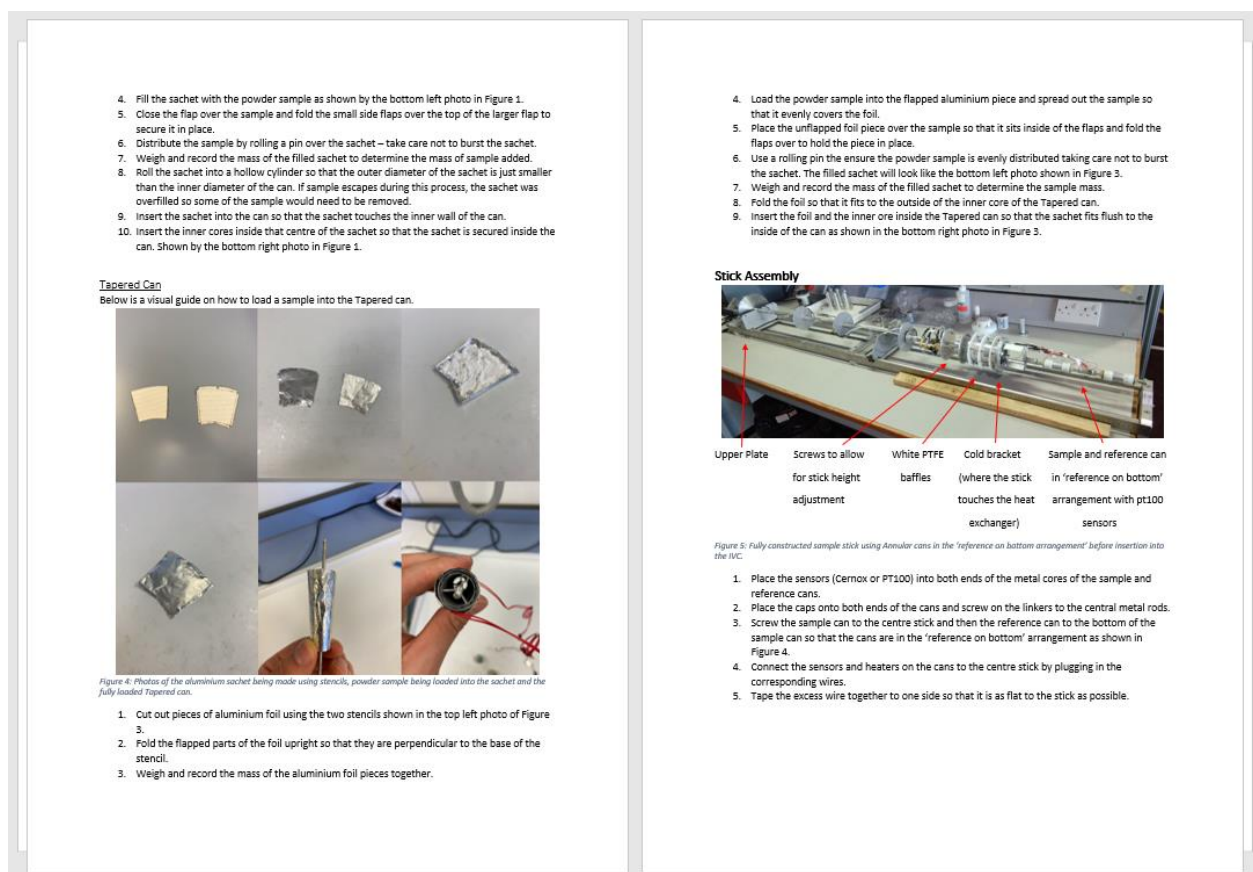 4. Fill the sachet with the powder sample as shown by the bottom left photo in Figure 1.
5. Close the flap over the sample and fold the small side flaps over the top of the larger flap to
secure it in place.
6. Distribute the sample by rolling a pin over the sachet – take care not to burst the sachet.
7. Weigh and record the mass of the filled sachet to determine the mass of sample added.
8. Roll the sachet into a hollow cylinder so that the outer diameter of the sachet is just smaller
than the inner diameter of the can. If sample escapes during this process, the sachet was
overfilled so some of the sample would need to be removed.
9. Insert the sachet into the can so that the sachet touches the inner wall of the can.
10. Insert the inner cores inside that centre of the sachet so that the sachet is secured inside the
can. Shown by the bottom right photo in Figure 1.
Tapered Can
Below is a visual guide on how to load a sample into the Tapered can.
Figure 4: Photos of the aluminium sachet being made using stencils, powder sample being loaded into the sachet and the
fully loaded Tapered can.
1. Cut out pieces of aluminium foil using the two stencils shown in the top left photo of Figure
3.
2. Fold the flapped parts of the foil upright so that they are perpendicular to the base of the
stencil.
3. Weigh and record the mass of the aluminium foil pieces together.
4. Load the powder sample into the flapped aluminium piece and spread out the sample so
that it evenly covers the foil.
5. Place the unflapped foil piece over the sample so that it sits inside of the flaps and fold the
flaps over to hold the piece in place.
6. Use a rolling pin the ensure the powder sample is evenly distributed taking care not to burst
the sachet. The filled sachet will look like the bottom left photo shown in Figure 3.
7. Weigh and record the mass of the filled sachet to determine the sample mass.
8. Fold the foil so that it fits to the outside of the inner core of the Tapered can.
9. Insert the foil and the inner ore inside the Tapered can so that the sachet fits flush to the
inside of the can as shown in the bottom right photo in Figure 3.
Stick Assembly
Upper Plate
Screws to allow
for stick height
adjustment
White PTFE
baffles
Cold bracket
(where the stick
touches the heat
exchanger)
Sample and reference can
in ‘reference on bottom’
arrangement with pt100
sensors
Figure 5: Fully constructed sample stick using Annular cans in the ‘reference on bottom arrangement’ before insertion into
the IVC.
1. Place the sensors (Cernox or PT100) into both ends of the metal cores of the sample and
reference cans.
2. Place the caps onto both ends of the cans and screw on the linkers to the central metal rods.
3. Screw the sample can to the centre stick and then the reference can to the bottom of the
sample can so that the cans are in the ‘reference on bottom’ arrangement as shown in
Figure 4.
4. Connect the sensors and heaters on the cans to the centre stick by plugging in the
corresponding wires.
5. Tape the excess wire together to one side so that it is as flat to the stick as possible.